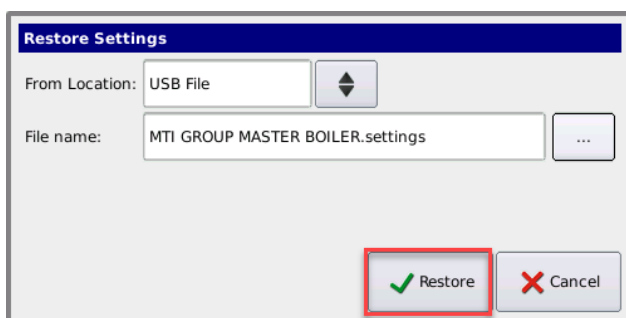 Restore Settings
From Location: USB File
File name: MTI GROUP MASTER BOILER.settings ...
Restore Cancel